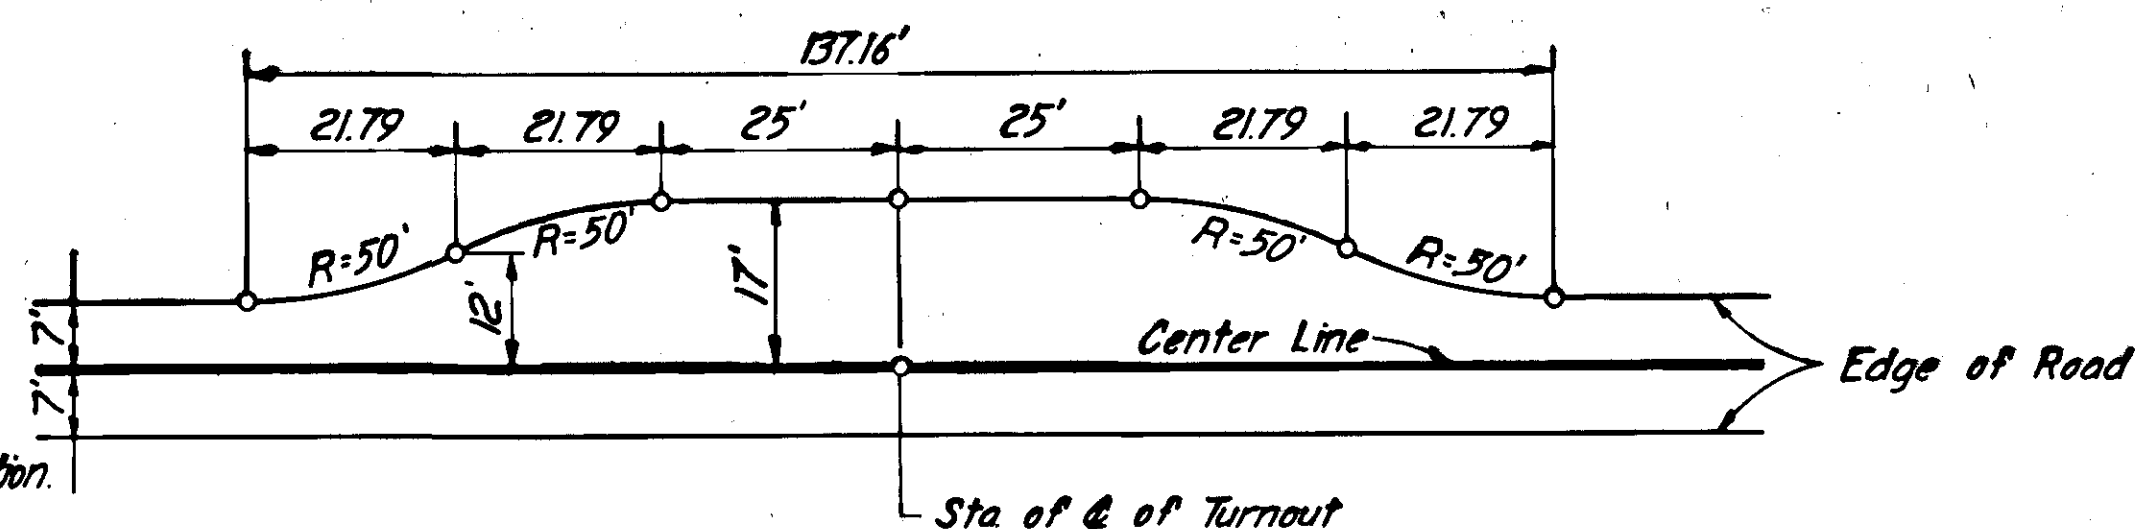 137.16'
21.79 21.79 25' 25' 21.79 21.79
R=50' R=50' R=50' R=50'
7' 12' 17'
Center Line
7'
Edge of Road
Sta of ℄ of Turnout